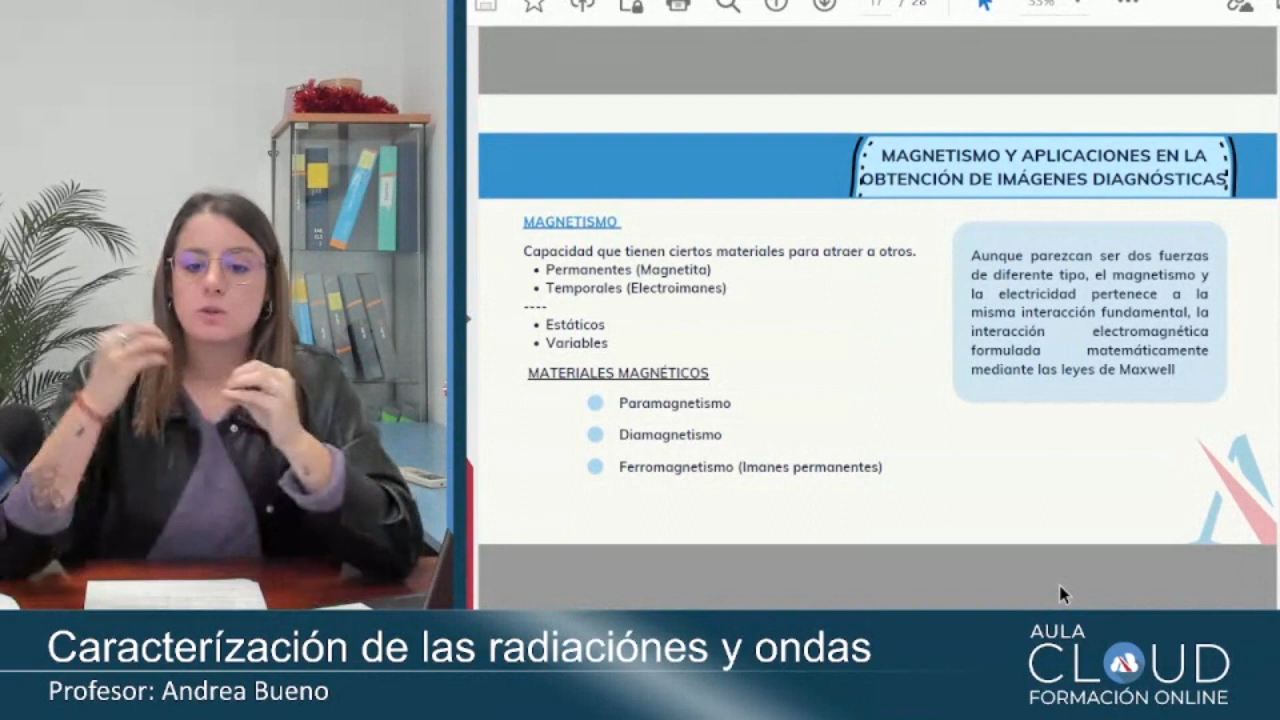 17 / 28
33%
MAGNETISMO Y APLICACIONES EN LA
OBTENCIÓN DE IMÁGENES DIAGNÓSTICAS
MAGNETISMO
Capacidad que tienen ciertos materiales para atraer a otros.
• Permanentes (Magnetita)
• Temporales (Electroimanes)
----
• Estáticos
• Variables
MATERIALES MAGNÉTICOS
Paramagnetismo
Diamagnetismo
Ferromagnetismo (Imanes permanentes)
Aunque parezcan ser dos fuerzas
de diferente tipo, el magnetismo y
la electricidad pertenece a la
misma interacción fundamental, la
interacción electromagnética
formulada matemáticamente
mediante las leyes de Maxwell
Caracterízación de las radiaciónes y ondas
Profesor: Andrea Bueno
AULA
CLOUD
FORMACIÓN ONLINE